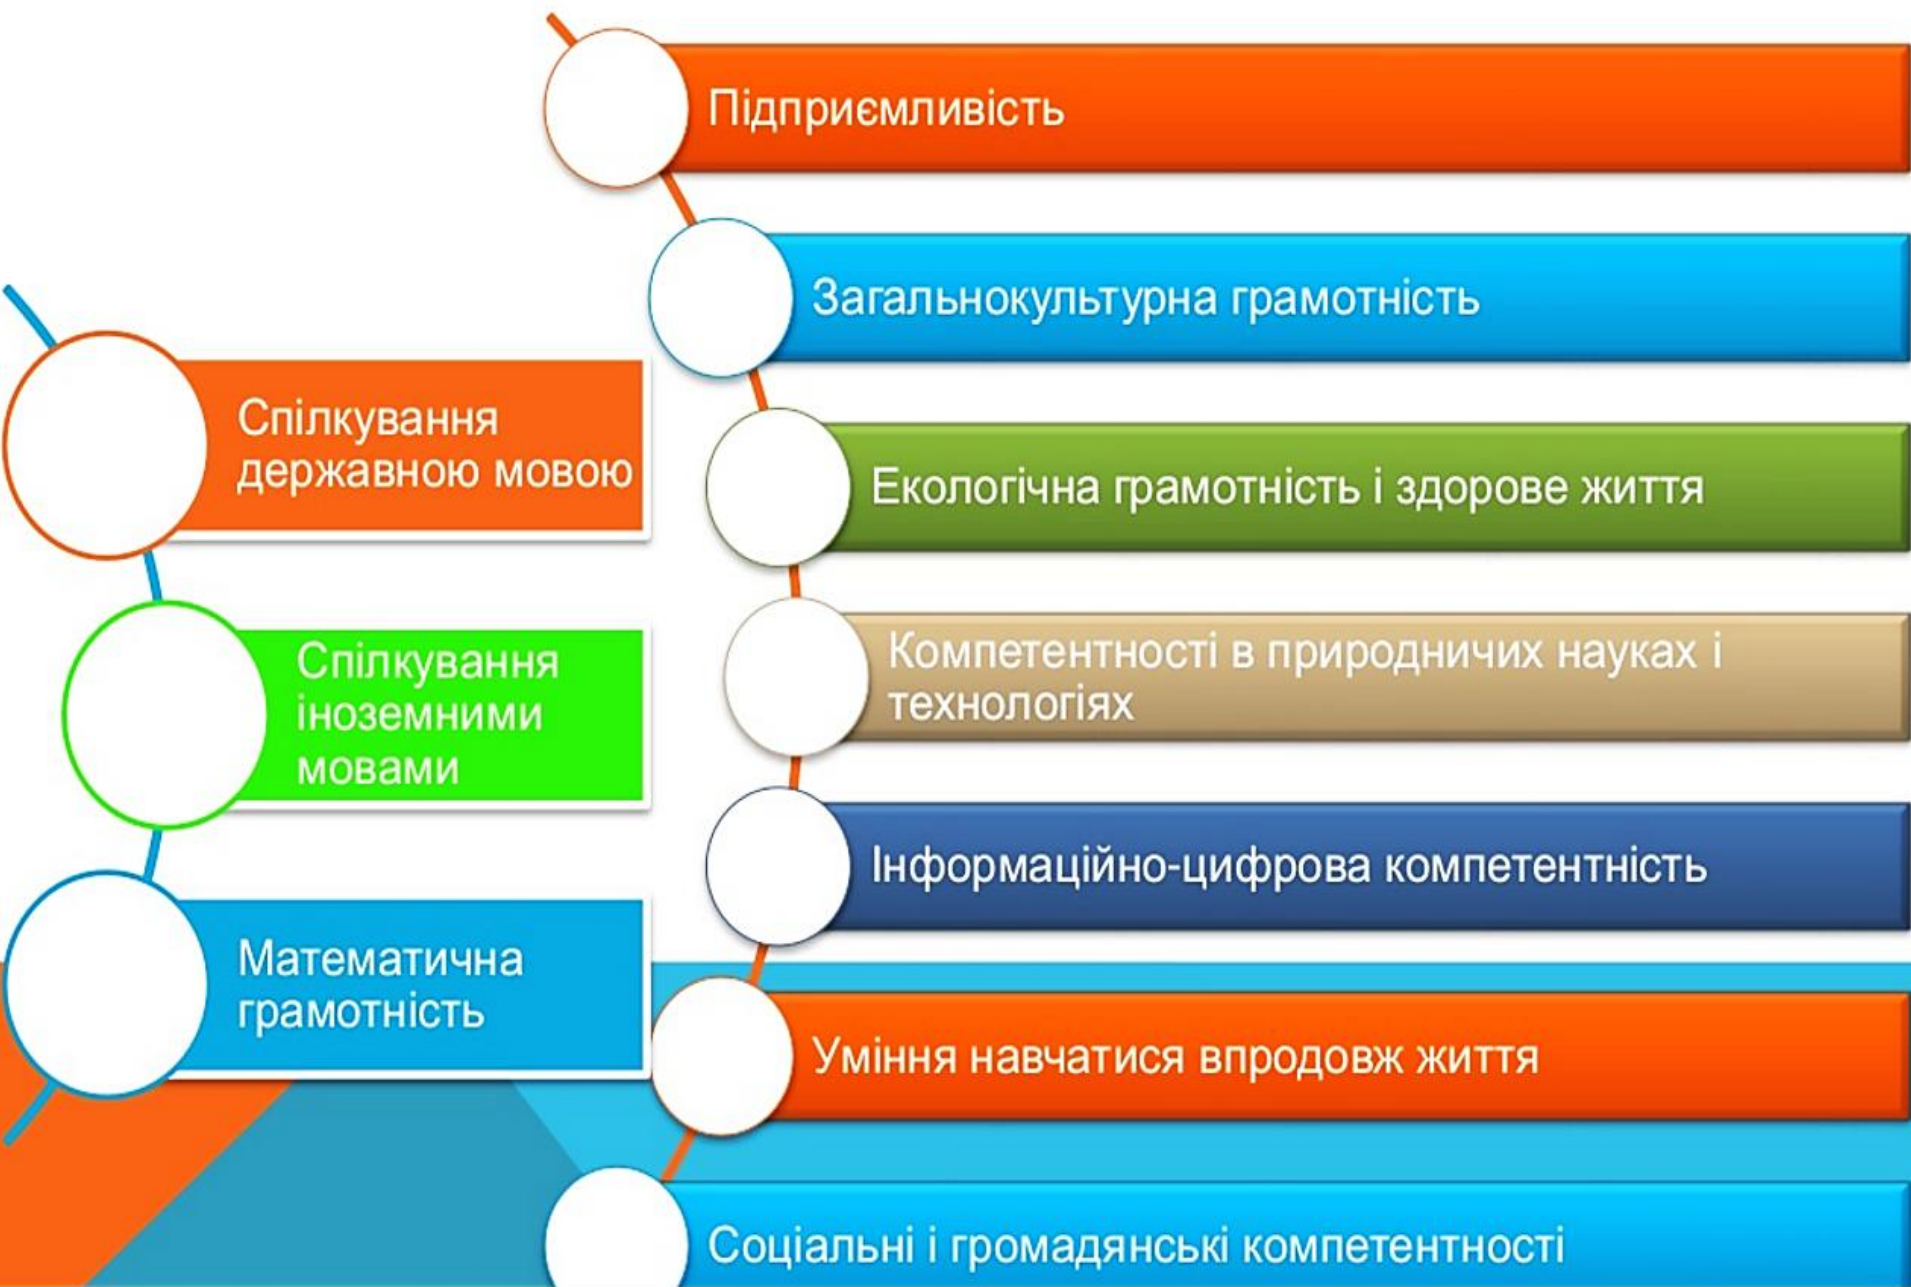 Спілкування
державною мовою
Спілкування
іноземними
мовами
Математична
грамотність
Підприємливість
Загальнокультурна грамотність
Екологічна грамотність і здорове життя
Компетентності в природничих науках і
технологіях
Інформаційно-цифрова компетентність
Уміння навчатися впродовж життя
Соціальні і громадянські компетентності